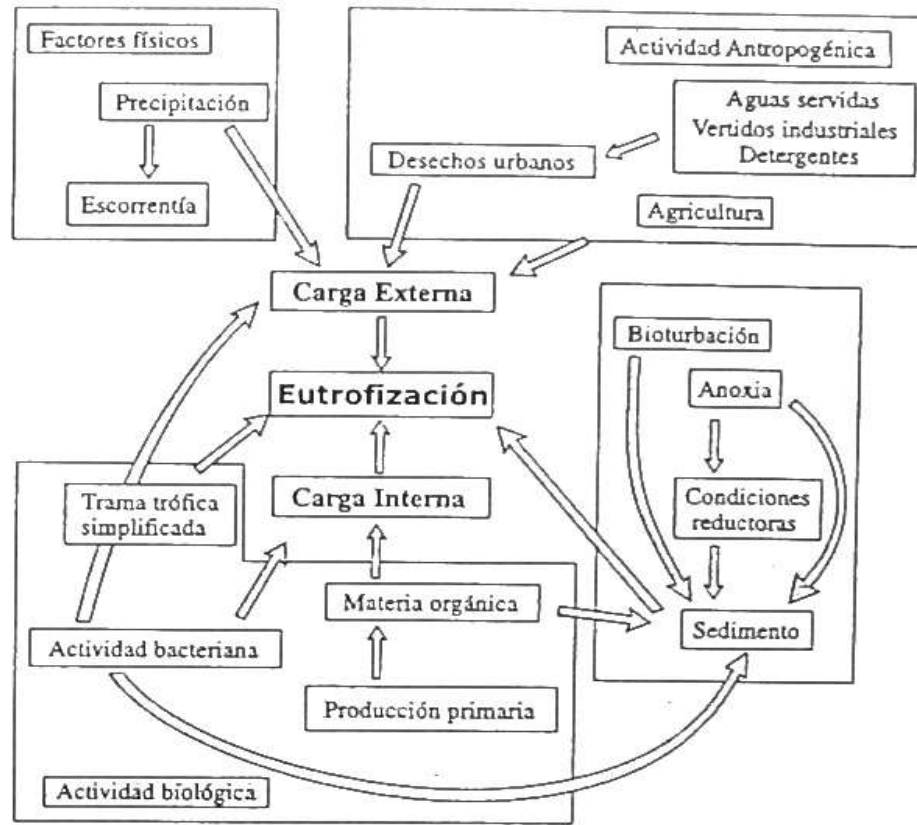 Factores físicos
Precipitación
Escorrentía
Actividad Antropogénica
Aguas servidas
Vertidos industriales
Detergentes
Desechos urbanos
Agricultura
Carga Externa
Eutrofización
Carga Interna
Bioturbación
Anoxia
Condiciones
reductoras
Sedimento
Trama trófica
simplificada
Materia orgánica
Actividad bacteriana
Producción primaria
Actividad biológica